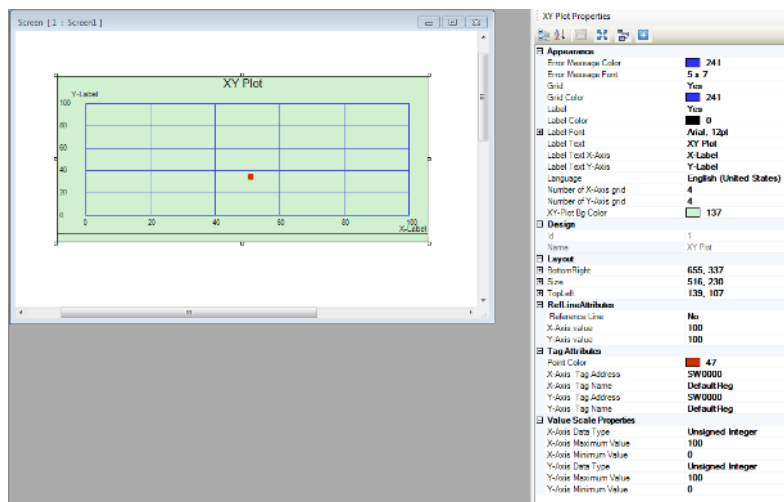 Screen [ 1 : Screen1 ]
XY Plot
Y-Label
100
80
60
40
20
0
0 20 40 60 80 100
X-Label
XY Plot Properties
Appearance
Error Message Color 241
Error Message Font 5 x 7
Grid Yes
Grid Color 241
Label Yes
Label Color 0
Label Font Arial, 12pt
Label Text XY Plot
Label Text X-Axis X-Label
Label Text Y-Axis Y-Label
Language English (United States)
Number of X-Axis grid 4
Number of Y-Axis grid 4
XY-Plot Bg Color 137
Design
Id 1
Name XY Plot
Layout
BottomRight 655, 337
Size 516, 230
TopLeft 139, 107
RefLineAttributes
Reference Line No
X-Axis value 100
Y-Axis value 100
Tag Attributes
Point Color 47
X-Axis Tag Address SW0000
X-Axis Tag Name DefaultReg
Y-Axis Tag Address SW0000
Y-Axis Tag Name DefaultReg
Value Scale Properties
X-Axis Data Type Unsigned Integer
X-Axis Maximum Value 100
X-Axis Minimum Value 0
Y-Axis Data Type Unsigned Integer
Y-Axis Maximum Value 100
Y-Axis Minimum Value 0